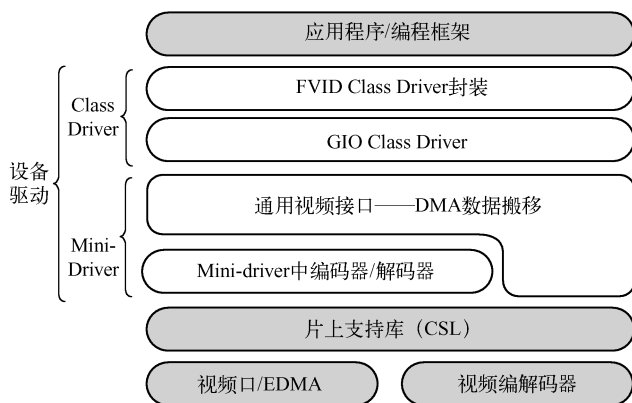 应用程序/编程框架
设备
驱动
Class
Driver
FVID Class Driver封装
GIO Class Driver
Mini-
Driver
通用视频接口——DMA数据搬移
Mini-driver中编码器/解码器
片上支持库（CSL）
视频口/EDMA
视频编解码器